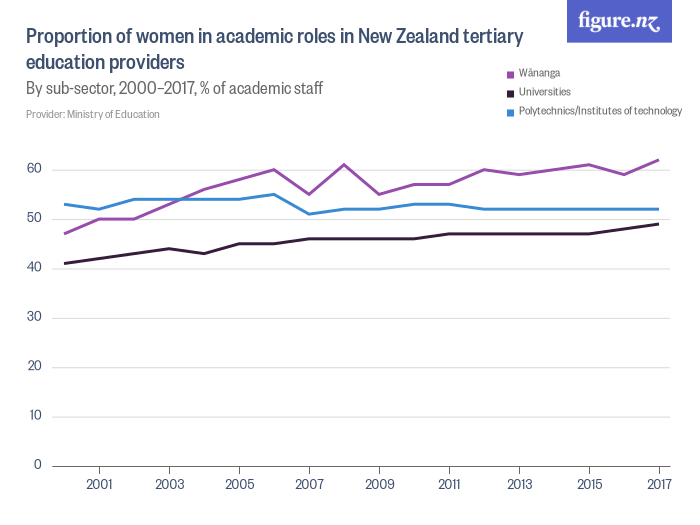 figure.nz
Proportion of women in academic roles in New Zealand tertiary
education providers
By sub-sector, 2000–2017, % of academic staff
Provider: Ministry of Education
Wānanga
Universities
Polytechnics/Institutes of technology
60
50
40
30
20
10
0
2001 2003 2005 2007 2009 2011 2013 2015 2017